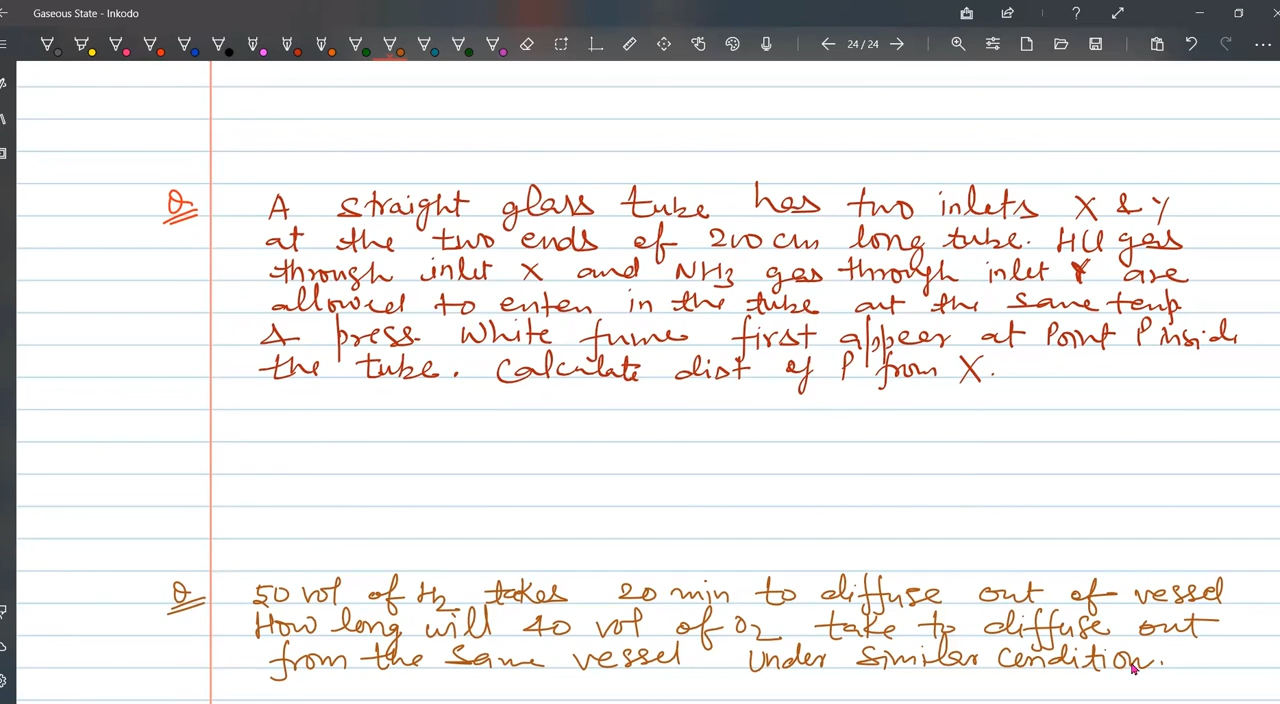 Gaseous State - Inkodo
24/24
Q A straight glass tube has two inlets X & Y
at the two ends of 200 cm long tube. HCl gas
through inlet X and NH3 gas through inlet Y are
allowed to enten in the tube at the same temp
& press. White fumes first appear at Point P inside
the tube. Calculate dist of P from X.
Q 50 vol of H2 takes 20 min to diffuse out of vessel
How long will 40 vol of O2 take to diffuse out
from the same vessel Under similar condition.